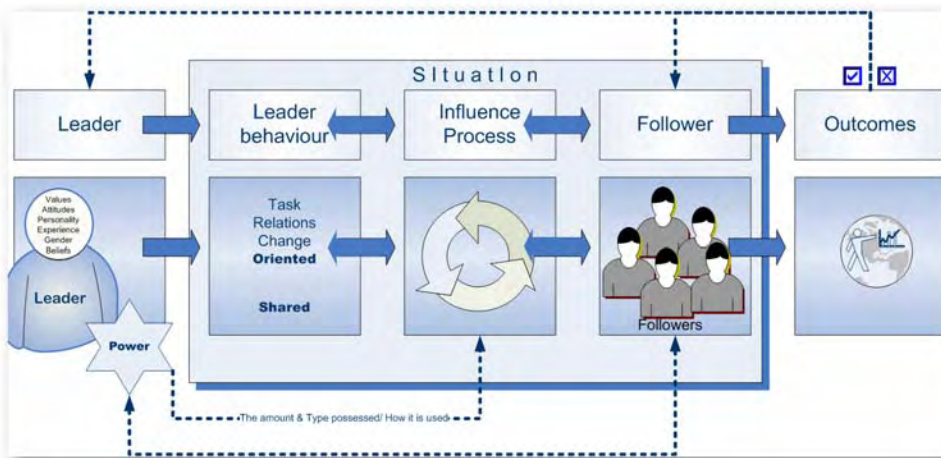 SItuatIon
Leader
Leader
behaviour
Influence
Process
Follower
Outcomes
Values
Attitudes
Personality
Experience
Gender
Beliefs
Leader
Power
Task
Relations
Change
Oriented
Shared
Followers
The amount & Type possessed/ How it is used